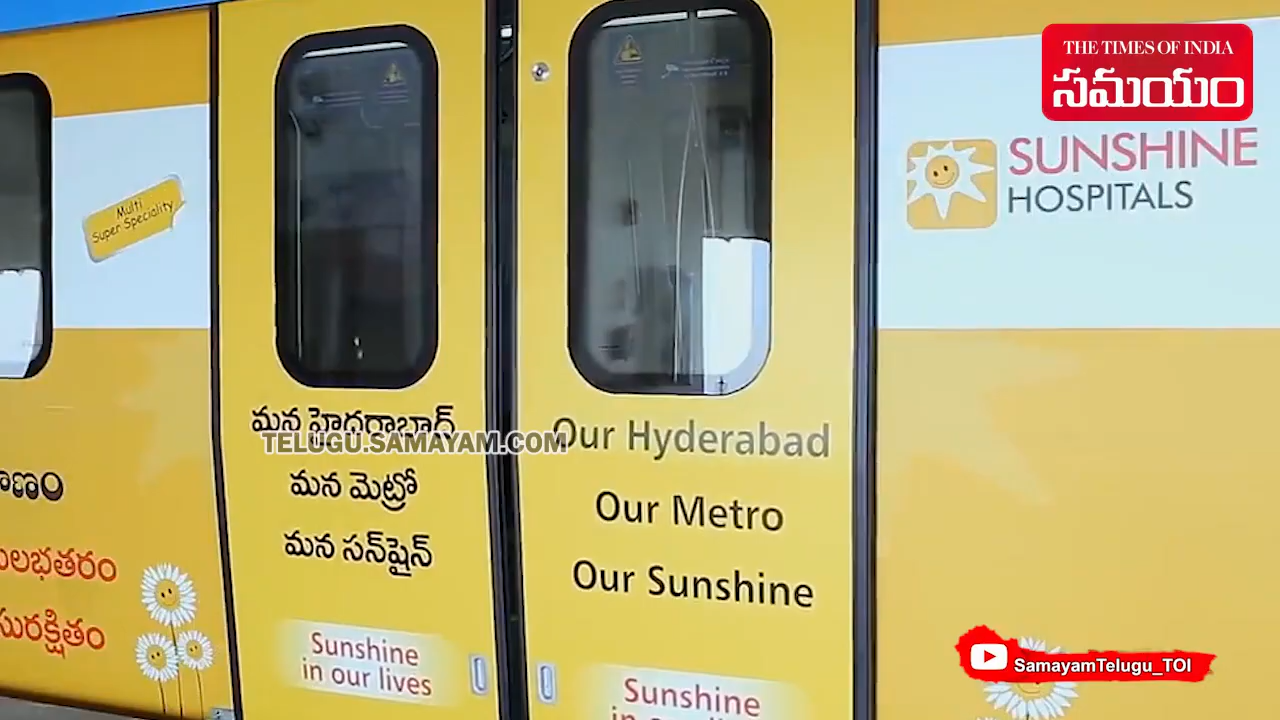 THE TIMES OF INDIA
సమయం
Multi
Super Speciality
SUNSHINE
HOSPITALS
మన హైదరాబాద్
TELUGU.SAMAYAM.COM
Our Hyderabad
మన మెట్రో
Our Metro
మన సన్‌షైన్
Our Sunshine
సురక్షితం
Sunshine
in our lives
Sunshine
SamayamTelugu_TOI